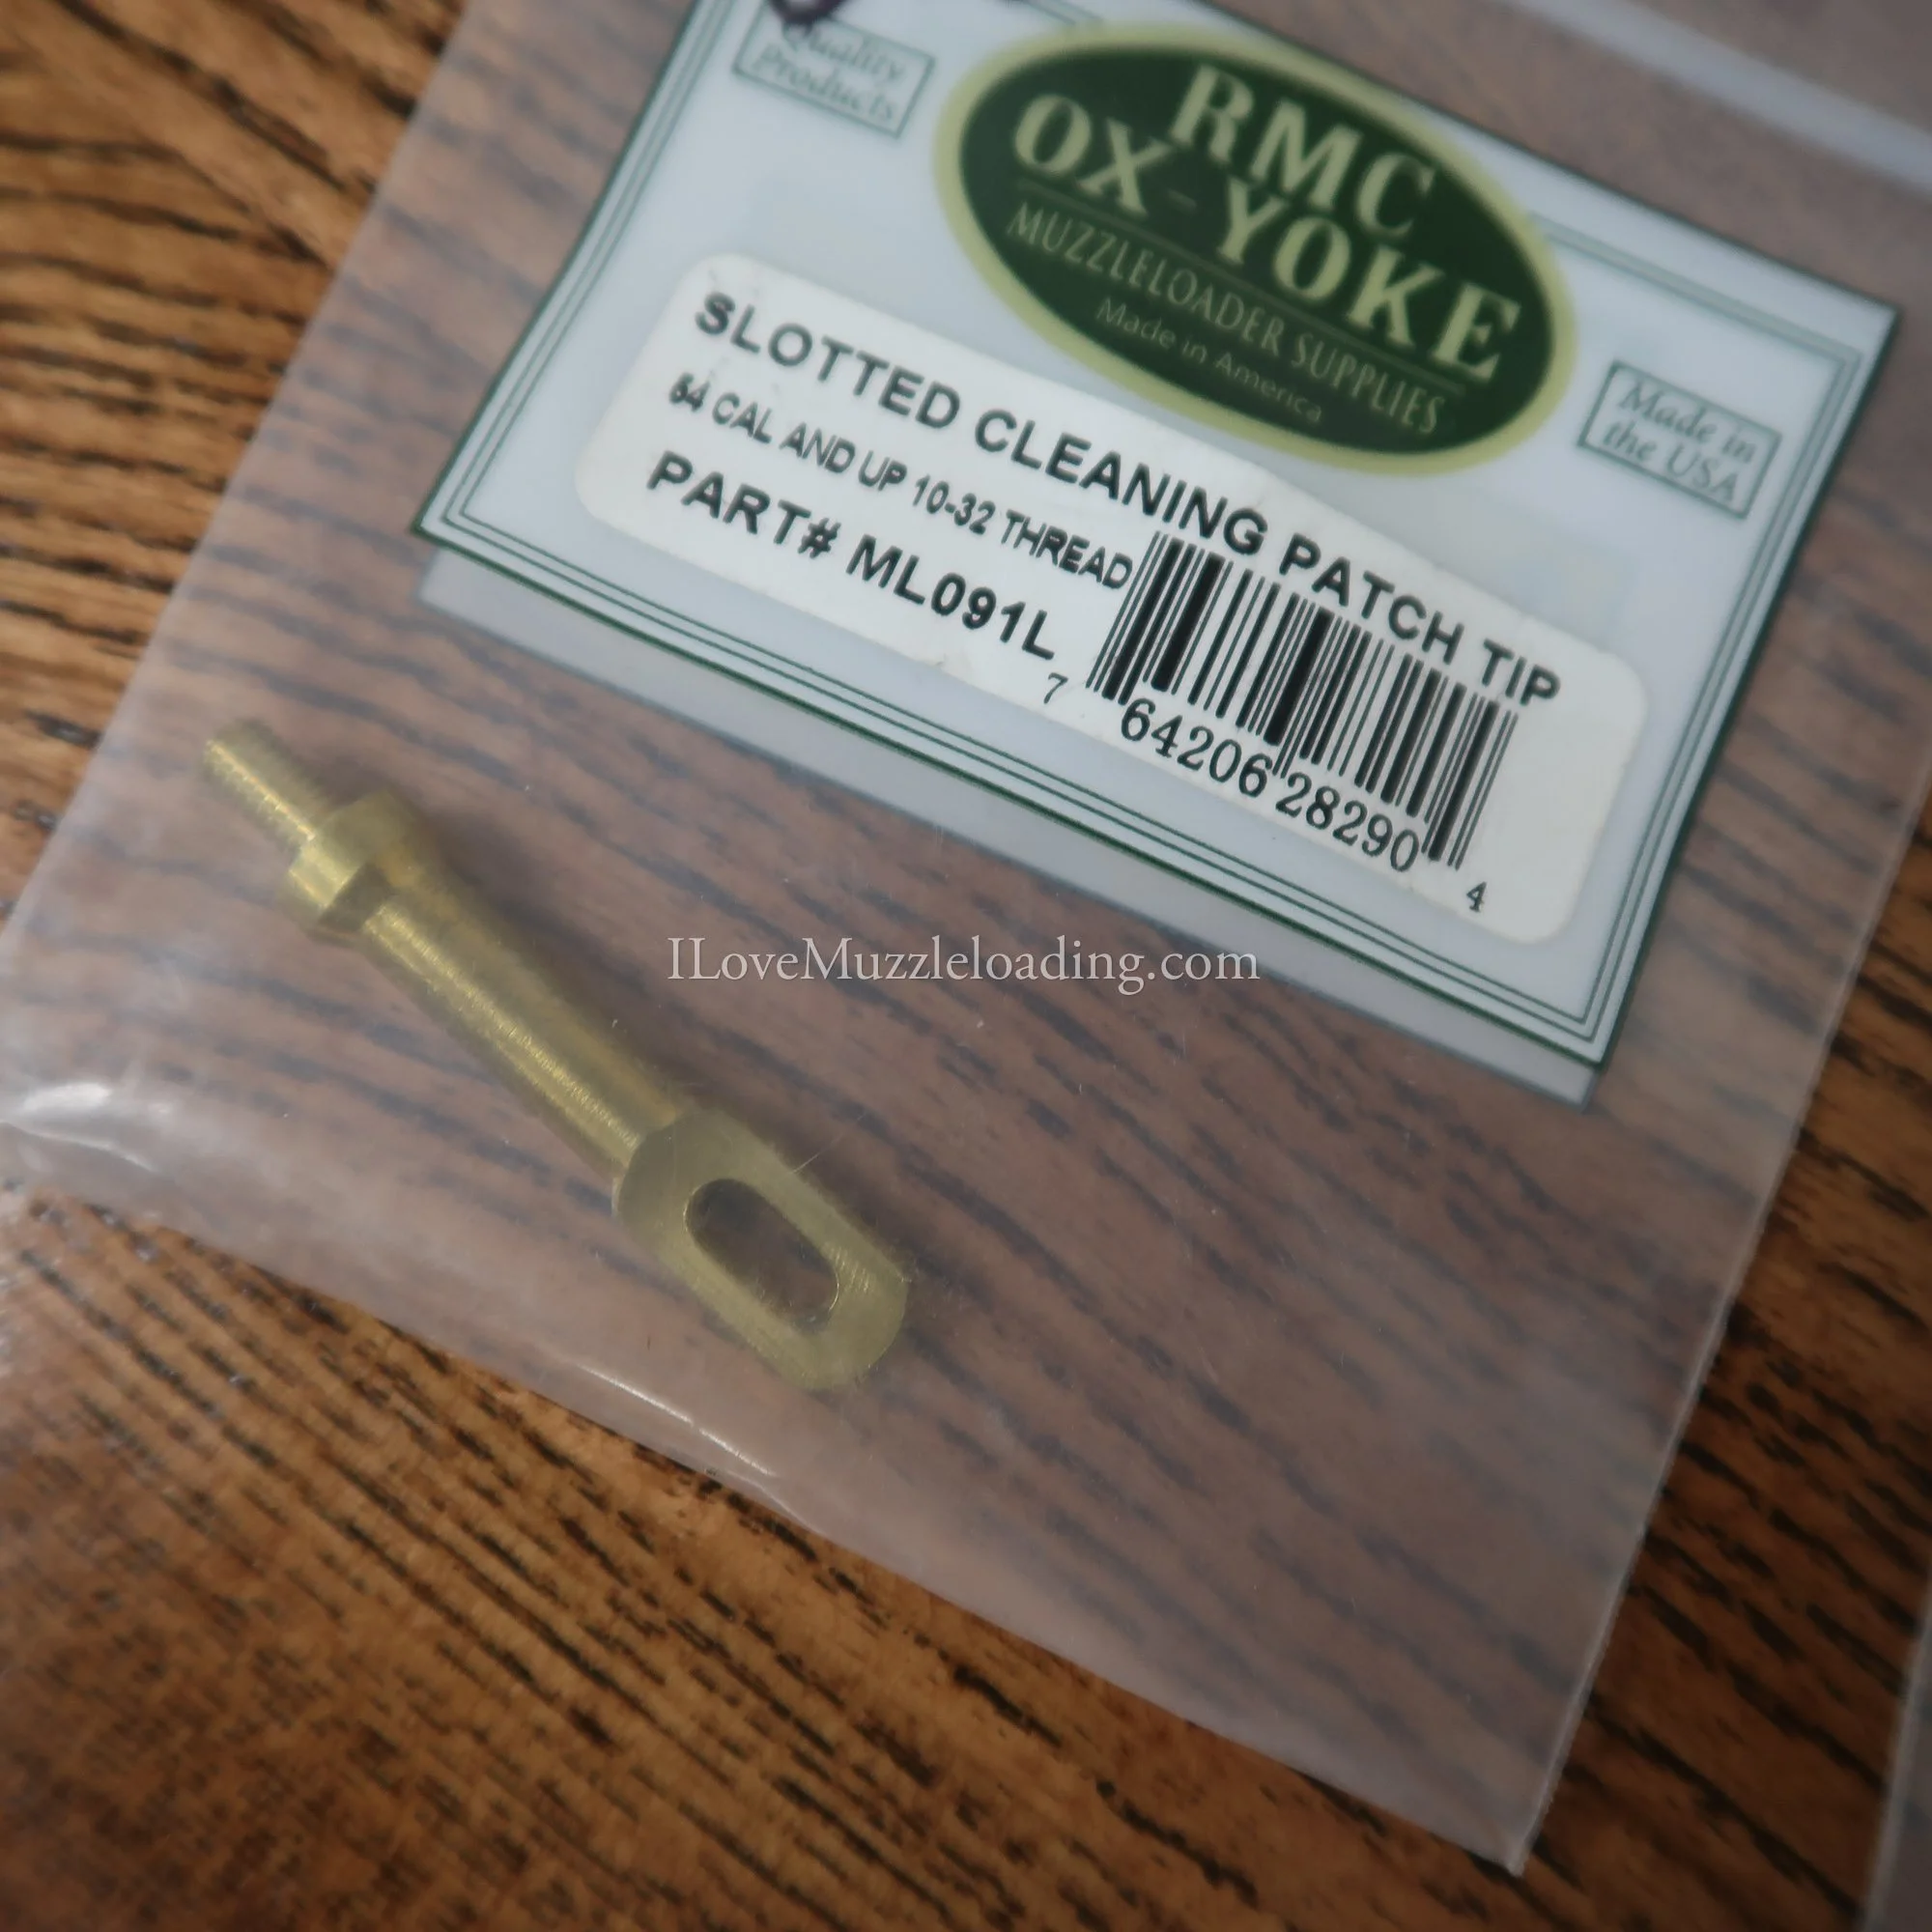 Quality
Products
RMC
OX-YOKE
MUZZLELOADER SUPPLIES
Made in America
Made in
the USA
SLOTTED CLEANING PATCH TIP
54 CAL AND UP 10-32 THREAD
PART# ML091L
7 64206 28290 4
ILoveMuzzleloading.com